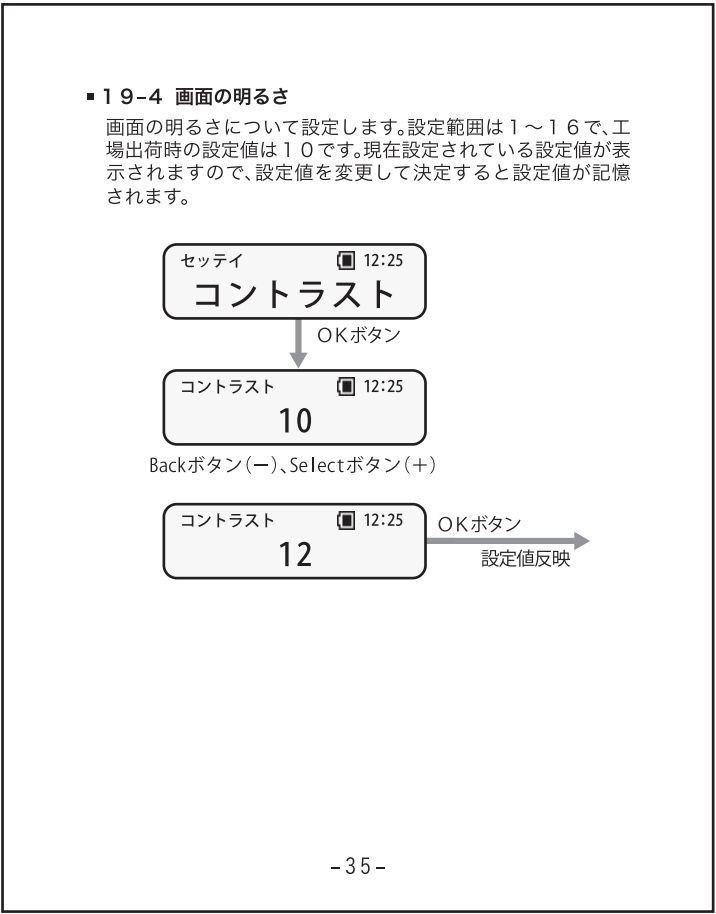 ▪１９−４ 画面の明るさ
画面の明るさについて設定します。設定範囲は１～１６で、工
場出荷時の設定値は１０です。現在設定されている設定値が表
示されますので、設定値を変更して決定すると設定値が記憶
されます。
セッテイ 12:25
コントラスト
ＯＫボタン
コントラスト 12:25
10
Backボタン（−）、Selectボタン（＋）
コントラスト 12:25
12
ＯＫボタン
設定値反映
−３５−